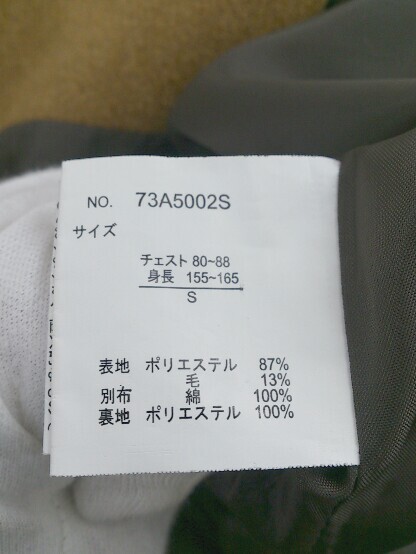 NO. 73A5002S
サイズ
チェスト 80~88
身長 155~165
S
表地 ポリエステル 87%
毛 13%
別布 綿 100%
裏地 ポリエステル 100%